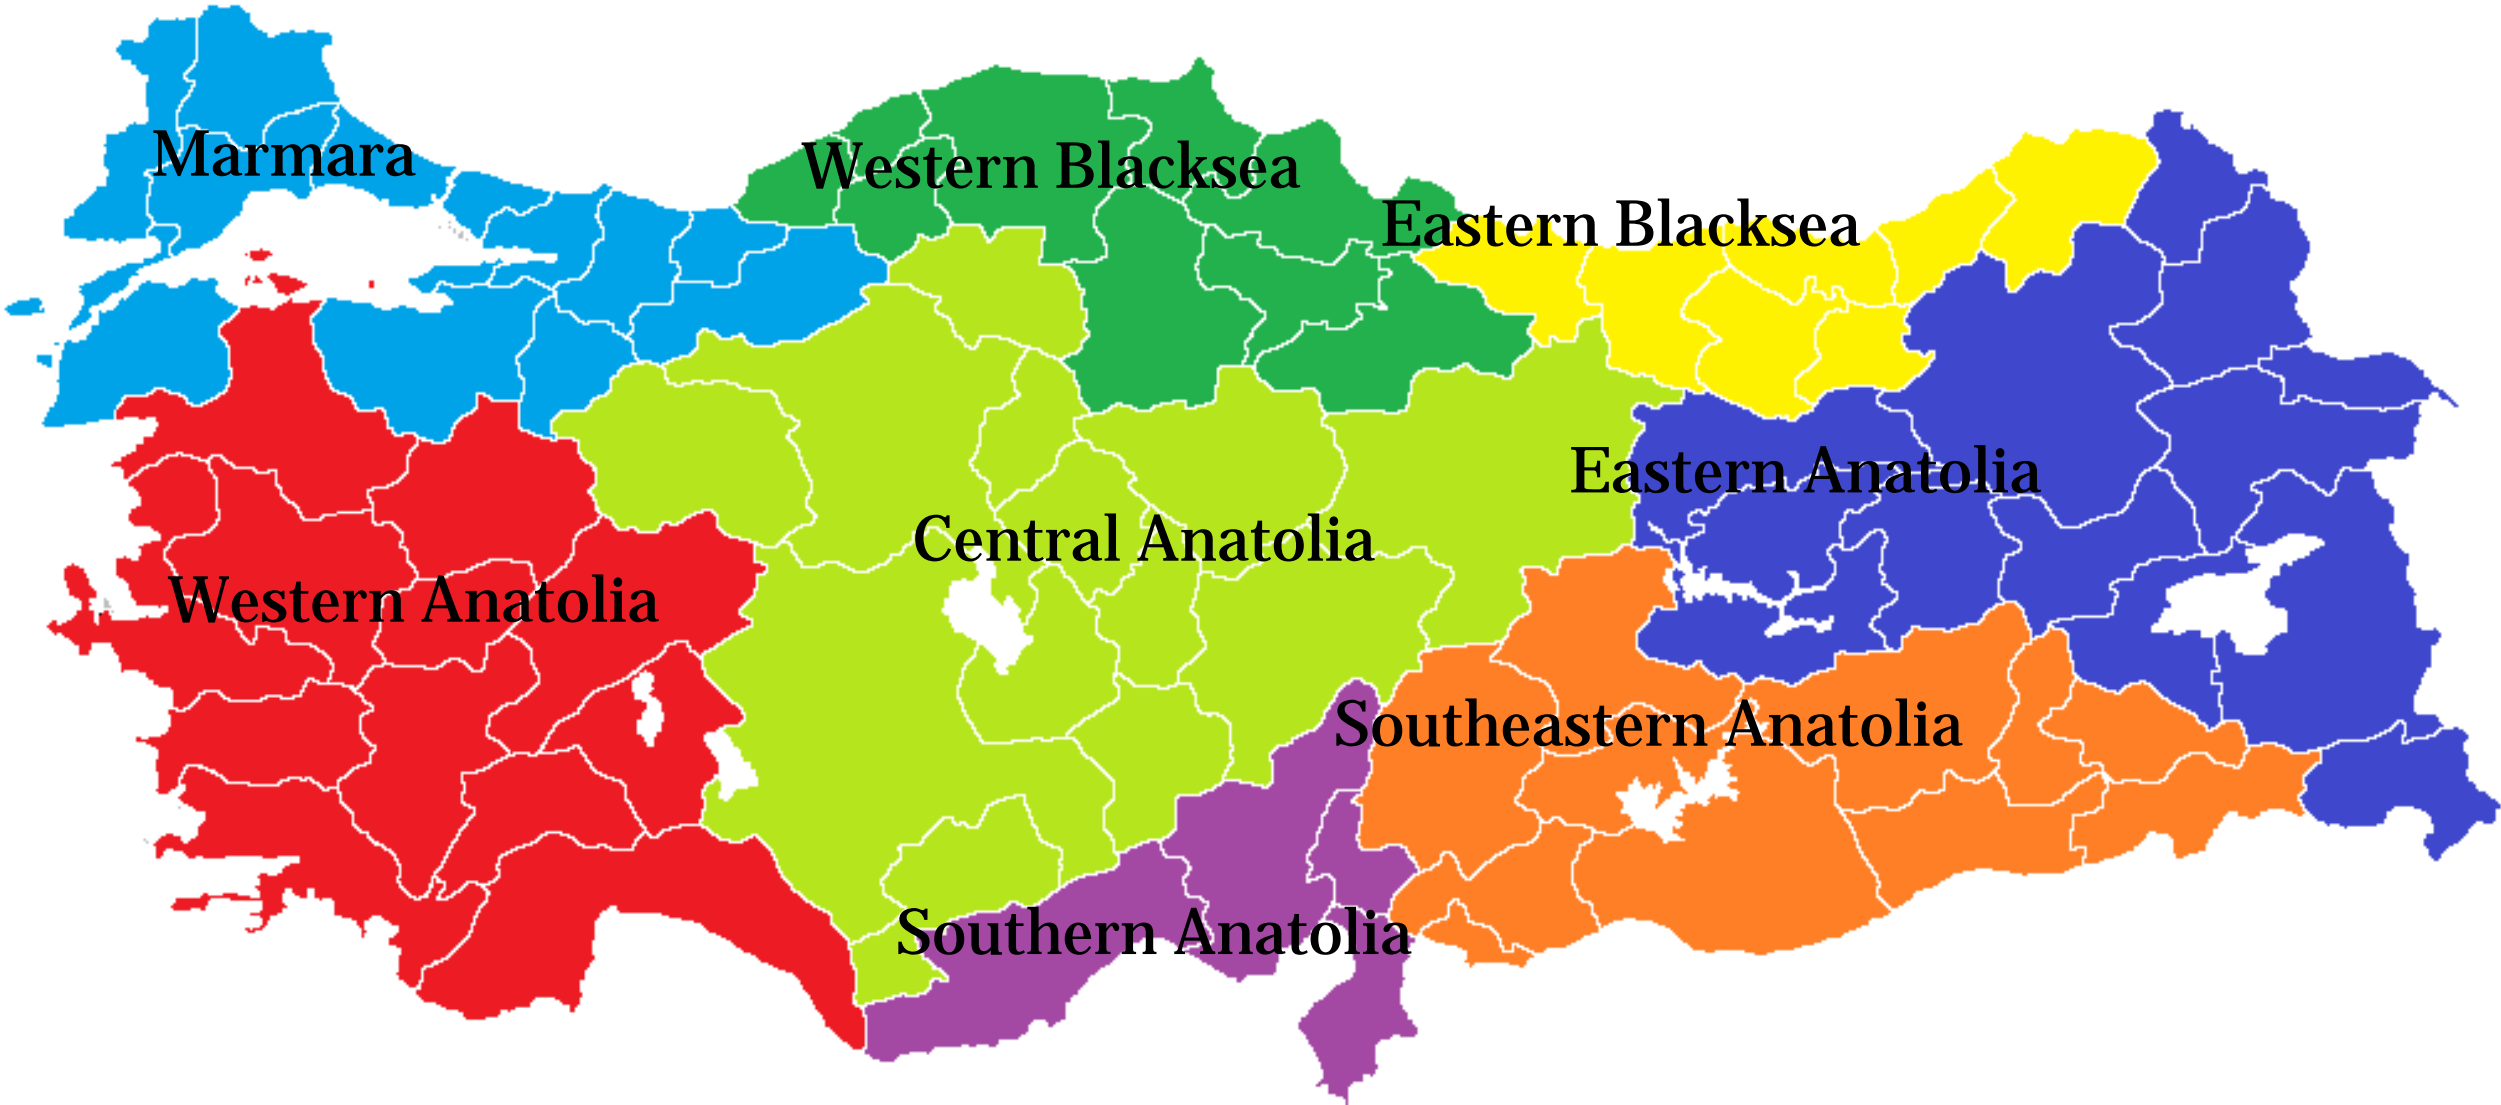 Marmara
Western Blacksea
Eastern Blacksea
Eastern Anatolia
Central Anatolia
Western Anatolia
Southeastern Anatolia
Southern Anatolia